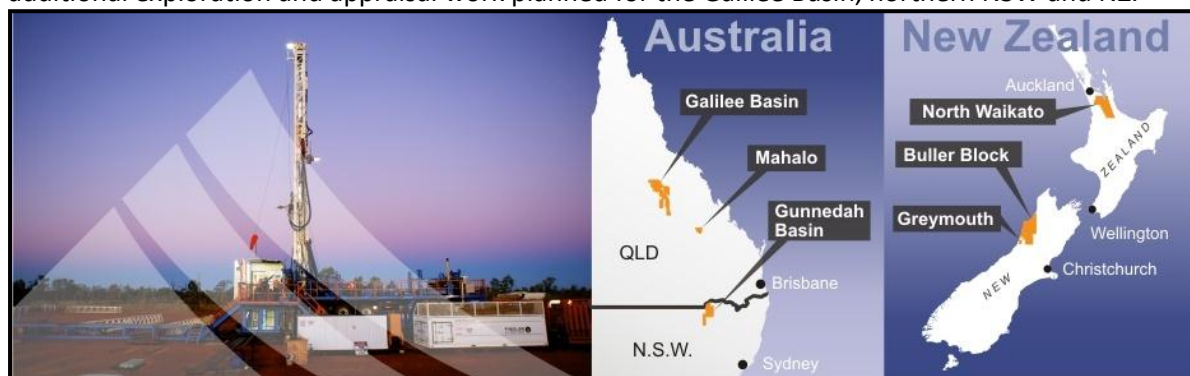 additional exploration and appraisal work planned for the Galilee Basin, northern NSW and NZ.
Australia
Galilee Basin
Mahalo
Gunnedah
Basin
QLD
Brisbane
N.S.W.
Sydney
New Zealand
Auckland
North Waikato
Buller Block
ZEALAND
Greymouth
Wellington
Christchurch
NEW